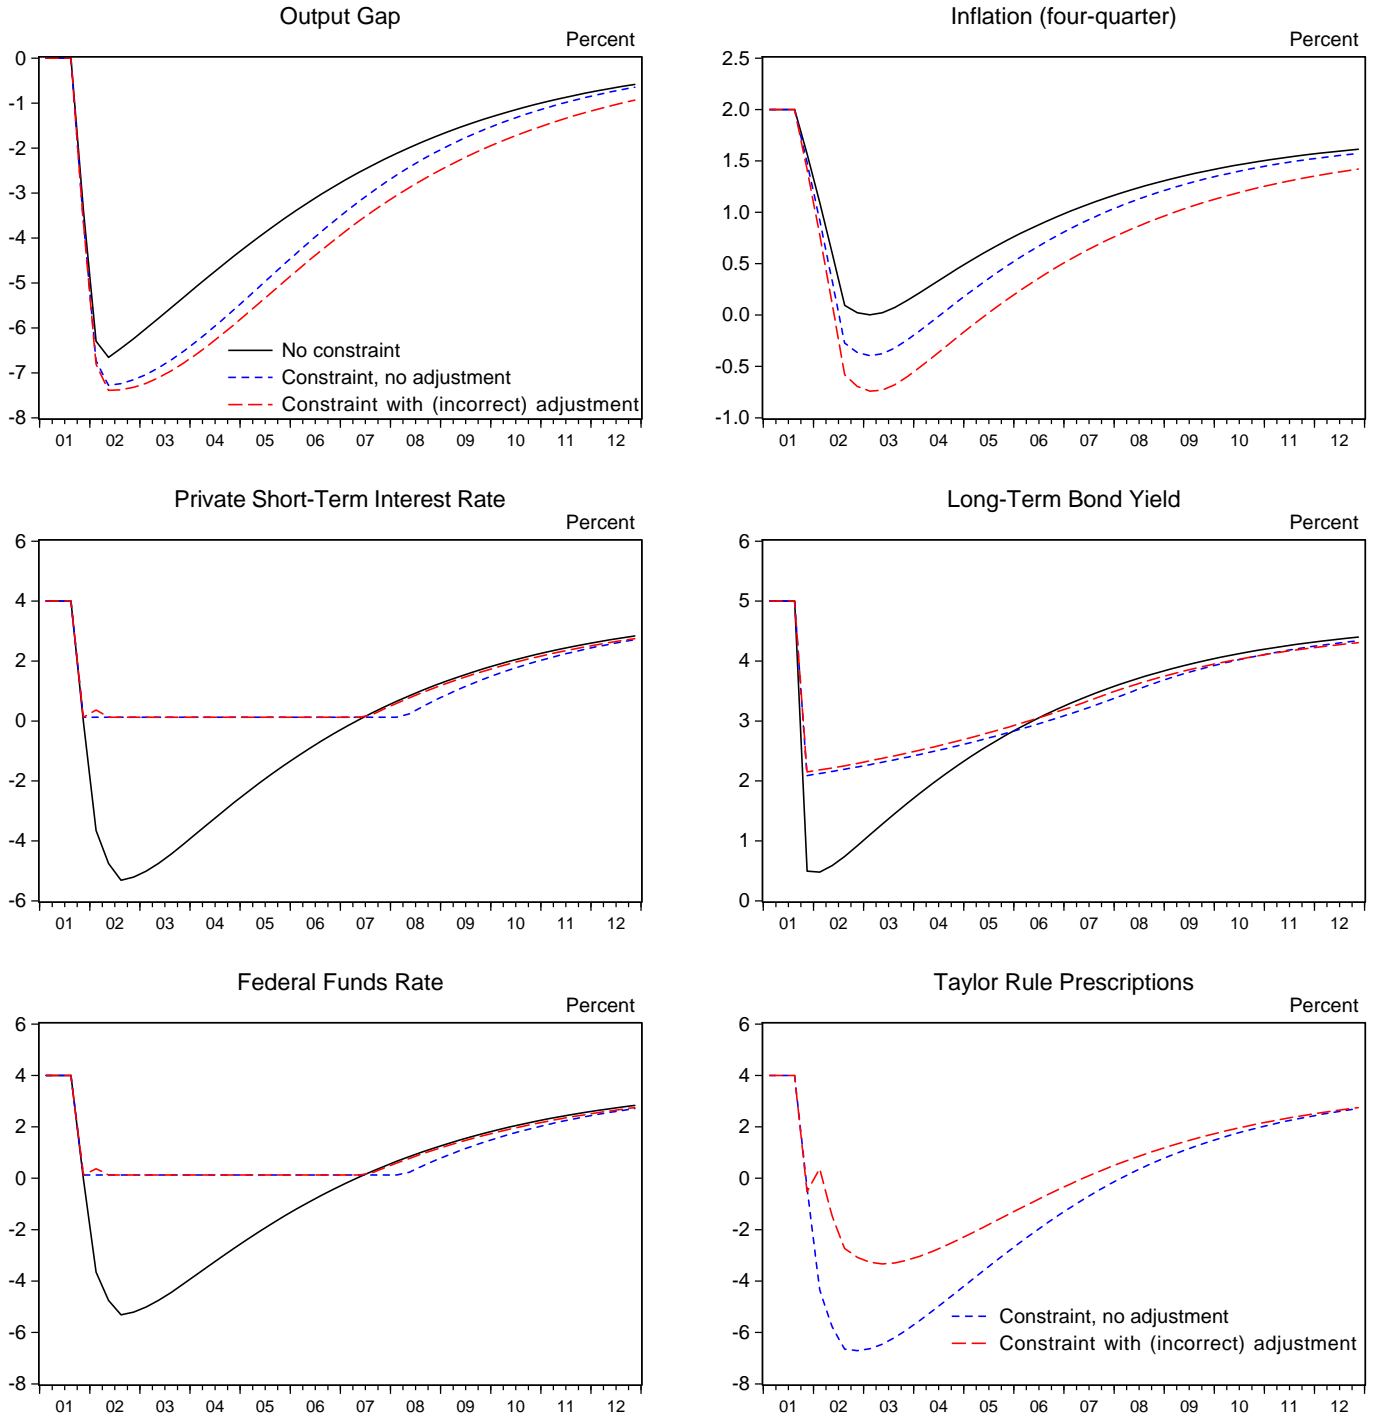 Output Gap
Percent
0
-1
-2
-3
-4
-5
-6
-7
-8
No constraint
Constraint, no adjustment
Constraint with (incorrect) adjustment
01 02 03 04 05 06 07 08 09 10 11 12
Inflation (four-quarter)
Percent
2.5
2.0
1.5
1.0
0.5
0.0
-0.5
-1.0
01 02 03 04 05 06 07 08 09 10 11 12
Private Short-Term Interest Rate
Percent
6
4
2
0
-2
-4
-6
01 02 03 04 05 06 07 08 09 10 11 12
Long-Term Bond Yield
Percent
6
5
4
3
2
1
0
01 02 03 04 05 06 07 08 09 10 11 12
Federal Funds Rate
Percent
6
4
2
0
-2
-4
-6
-8
01 02 03 04 05 06 07 08 09 10 11 12
Taylor Rule Prescriptions
Percent
6
4
2
0
-2
-4
-6
-8
Constraint, no adjustment
Constraint with (incorrect) adjustment
01 02 03 04 05 06 07 08 09 10 11 12